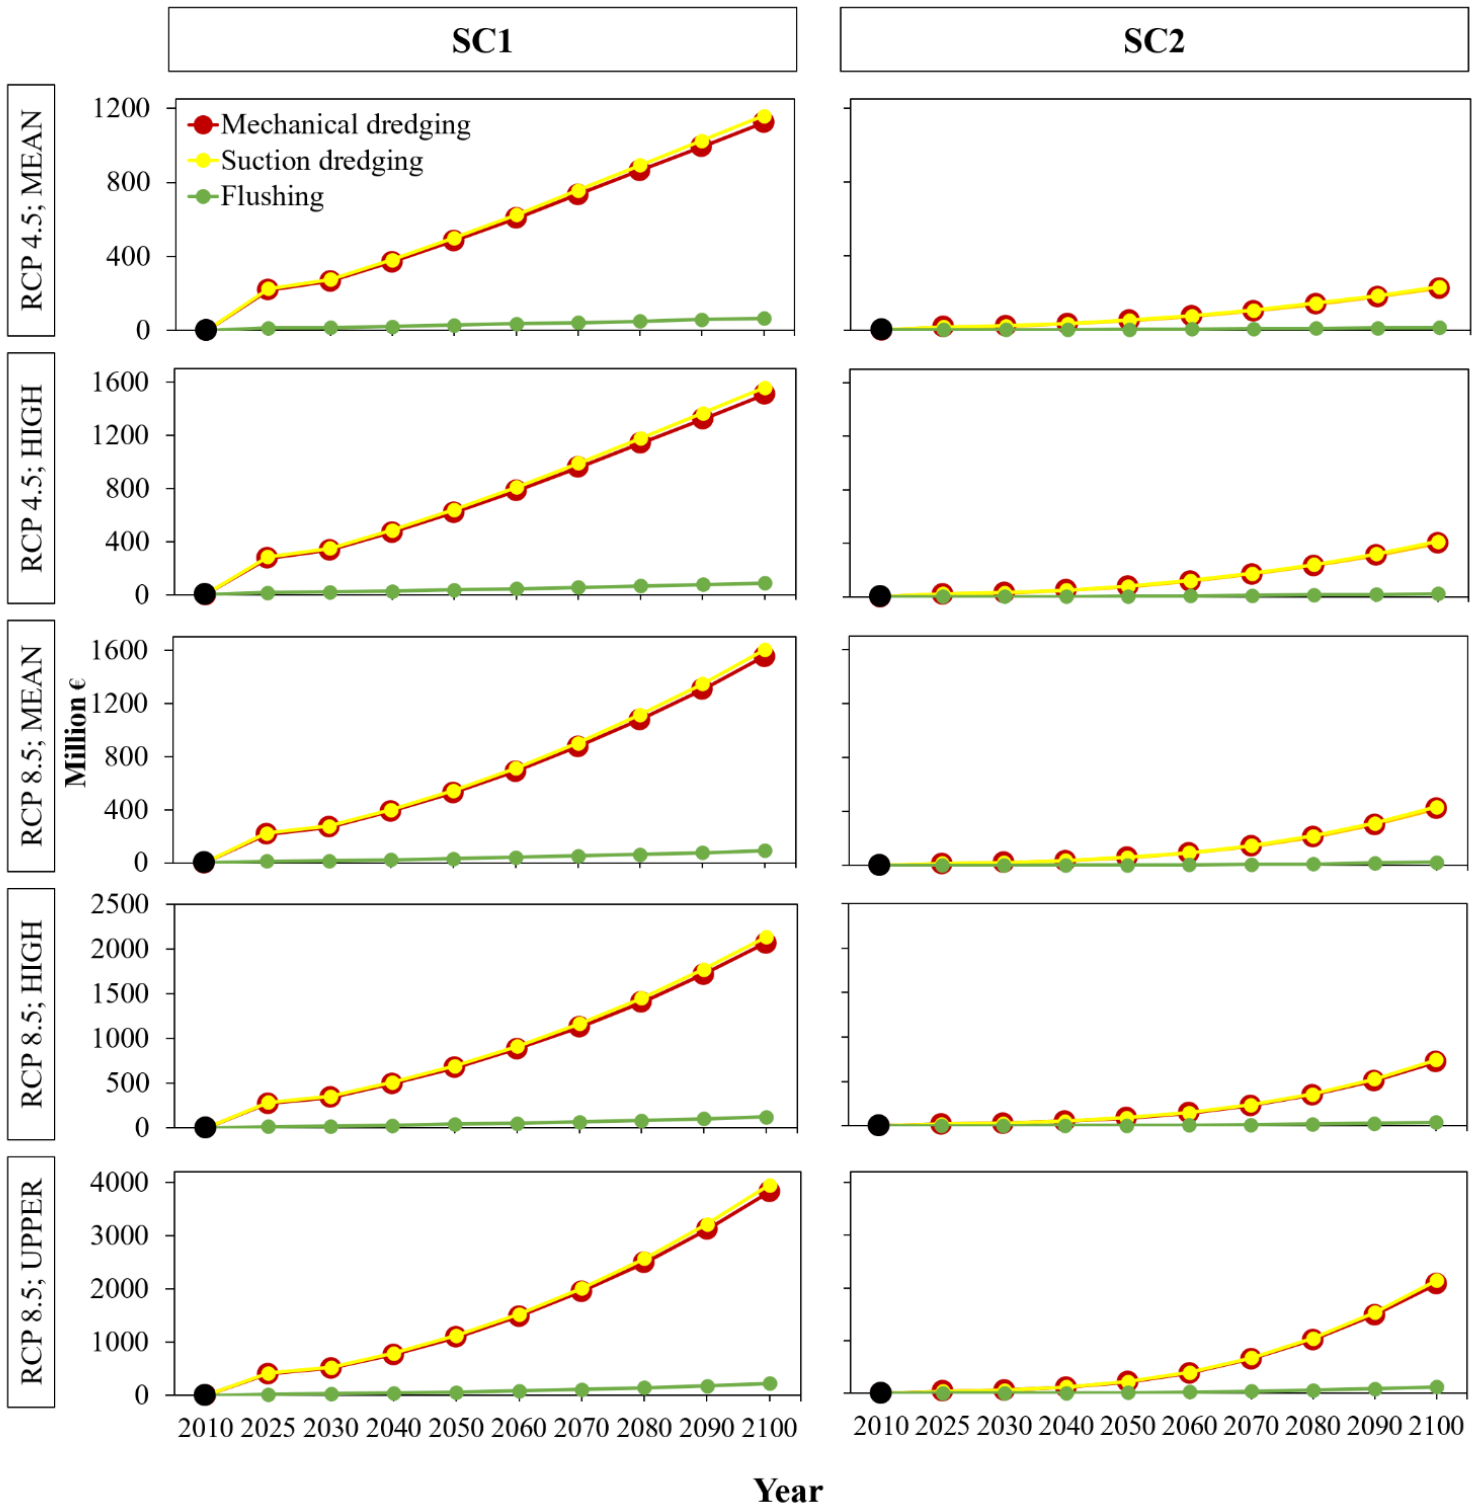 SC1
SC2
RCP 4.5; MEAN
1200
800
400
0
Mechanical dredging
Suction dredging
Flushing
RCP 4.5; HIGH
1600
1200
800
400
0
RCP 8.5; MEAN
Million €
1600
1200
800
400
0
RCP 8.5; HIGH
2500
2000
1500
1000
500
0
RCP 8.5; UPPER
4000
3000
2000
1000
0
2010 2025 2030 2040 2050 2060 2070 2080 2090 2100
2010 2025 2030 2040 2050 2060 2070 2080 2090 2100
Year